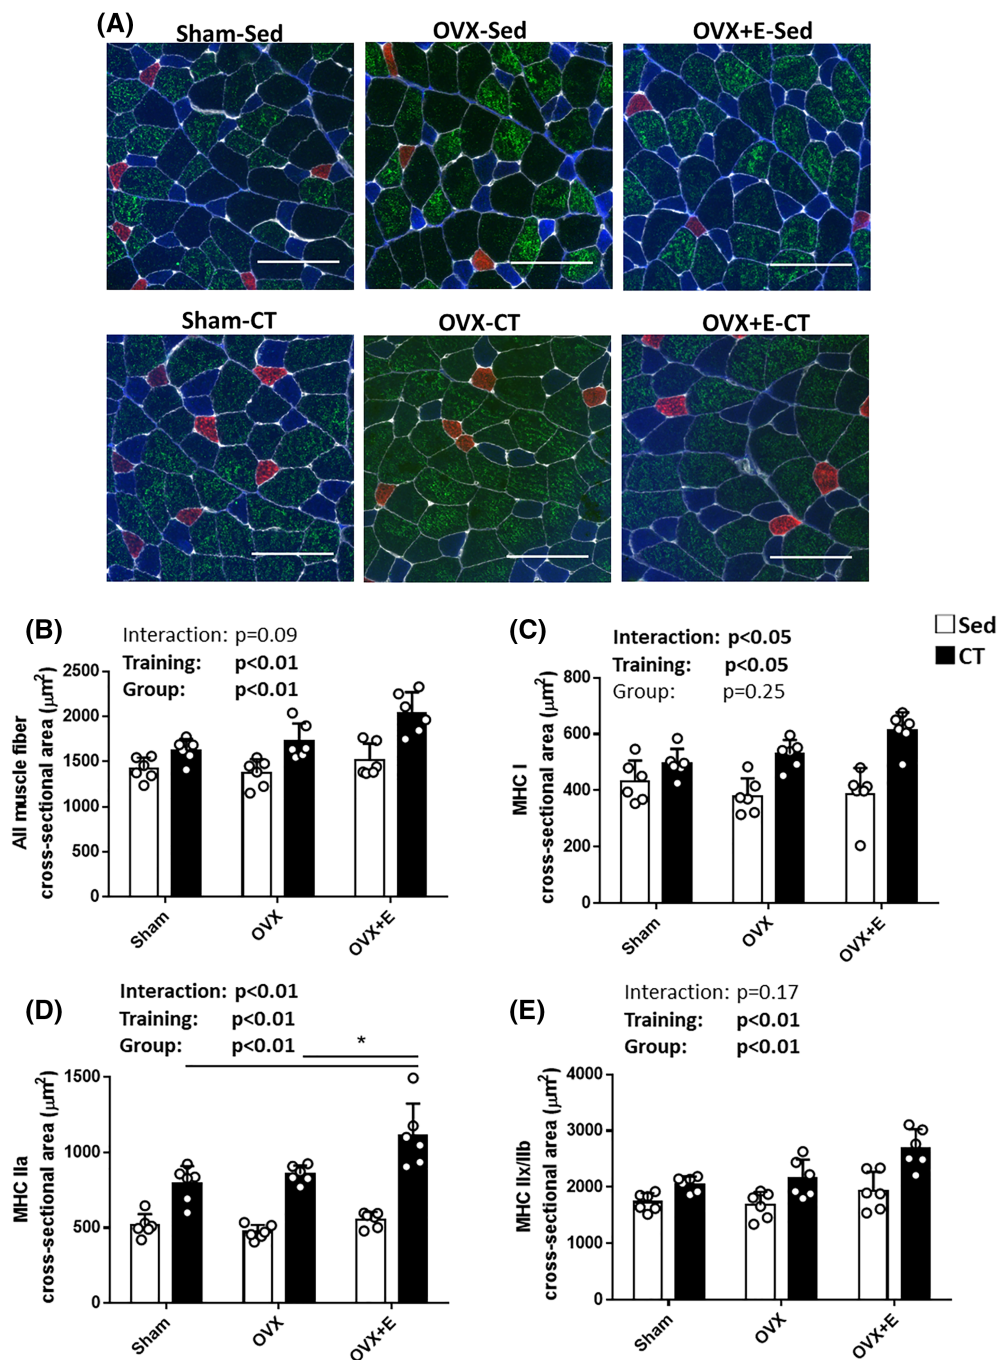 (A)
Sham-Sed
OVX-Sed
OVX+E-Sed
Sham-CT
OVX-CT
OVX+E-CT
(B)
Interaction: p=0.09
Training: p<0.01
Group: p<0.01
All muscle fiber
cross-sectional area (μm2)
2500
2000
1500
1000
500
0
Sham
OVX
OVX+E
(C)
Interaction: p<0.05
Training: p<0.05
Group: p=0.25
Sed
CT
MHC I
cross-sectional area (μm2)
800
600
400
200
0
Sham
OVX
OVX+E
(D)
Interaction: p<0.01
Training: p<0.01
Group: p<0.01
*
MHC IIa
cross-sectional area (μm2)
1500
1000
500
0
Sham
OVX
OVX+E
(E)
Interaction: p=0.17
Training: p<0.01
Group: p<0.01
MHC IIx/IIb
cross-sectional area (μm2)
4000
3000
2000
1000
0
Sham
OVX
OVX+E